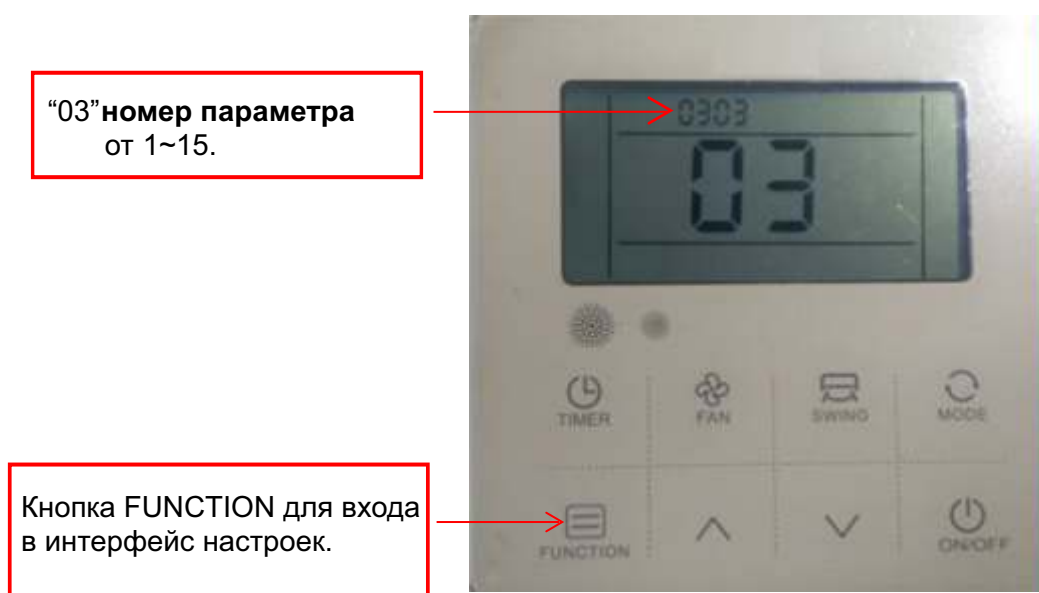 “03”номер параметра
от 1~15.
0303
03
TIMER
FAN
SWING
MODE
Кнопка FUNCTION для входа
в интерфейс настроек.
FUNCTION
ON/OFF